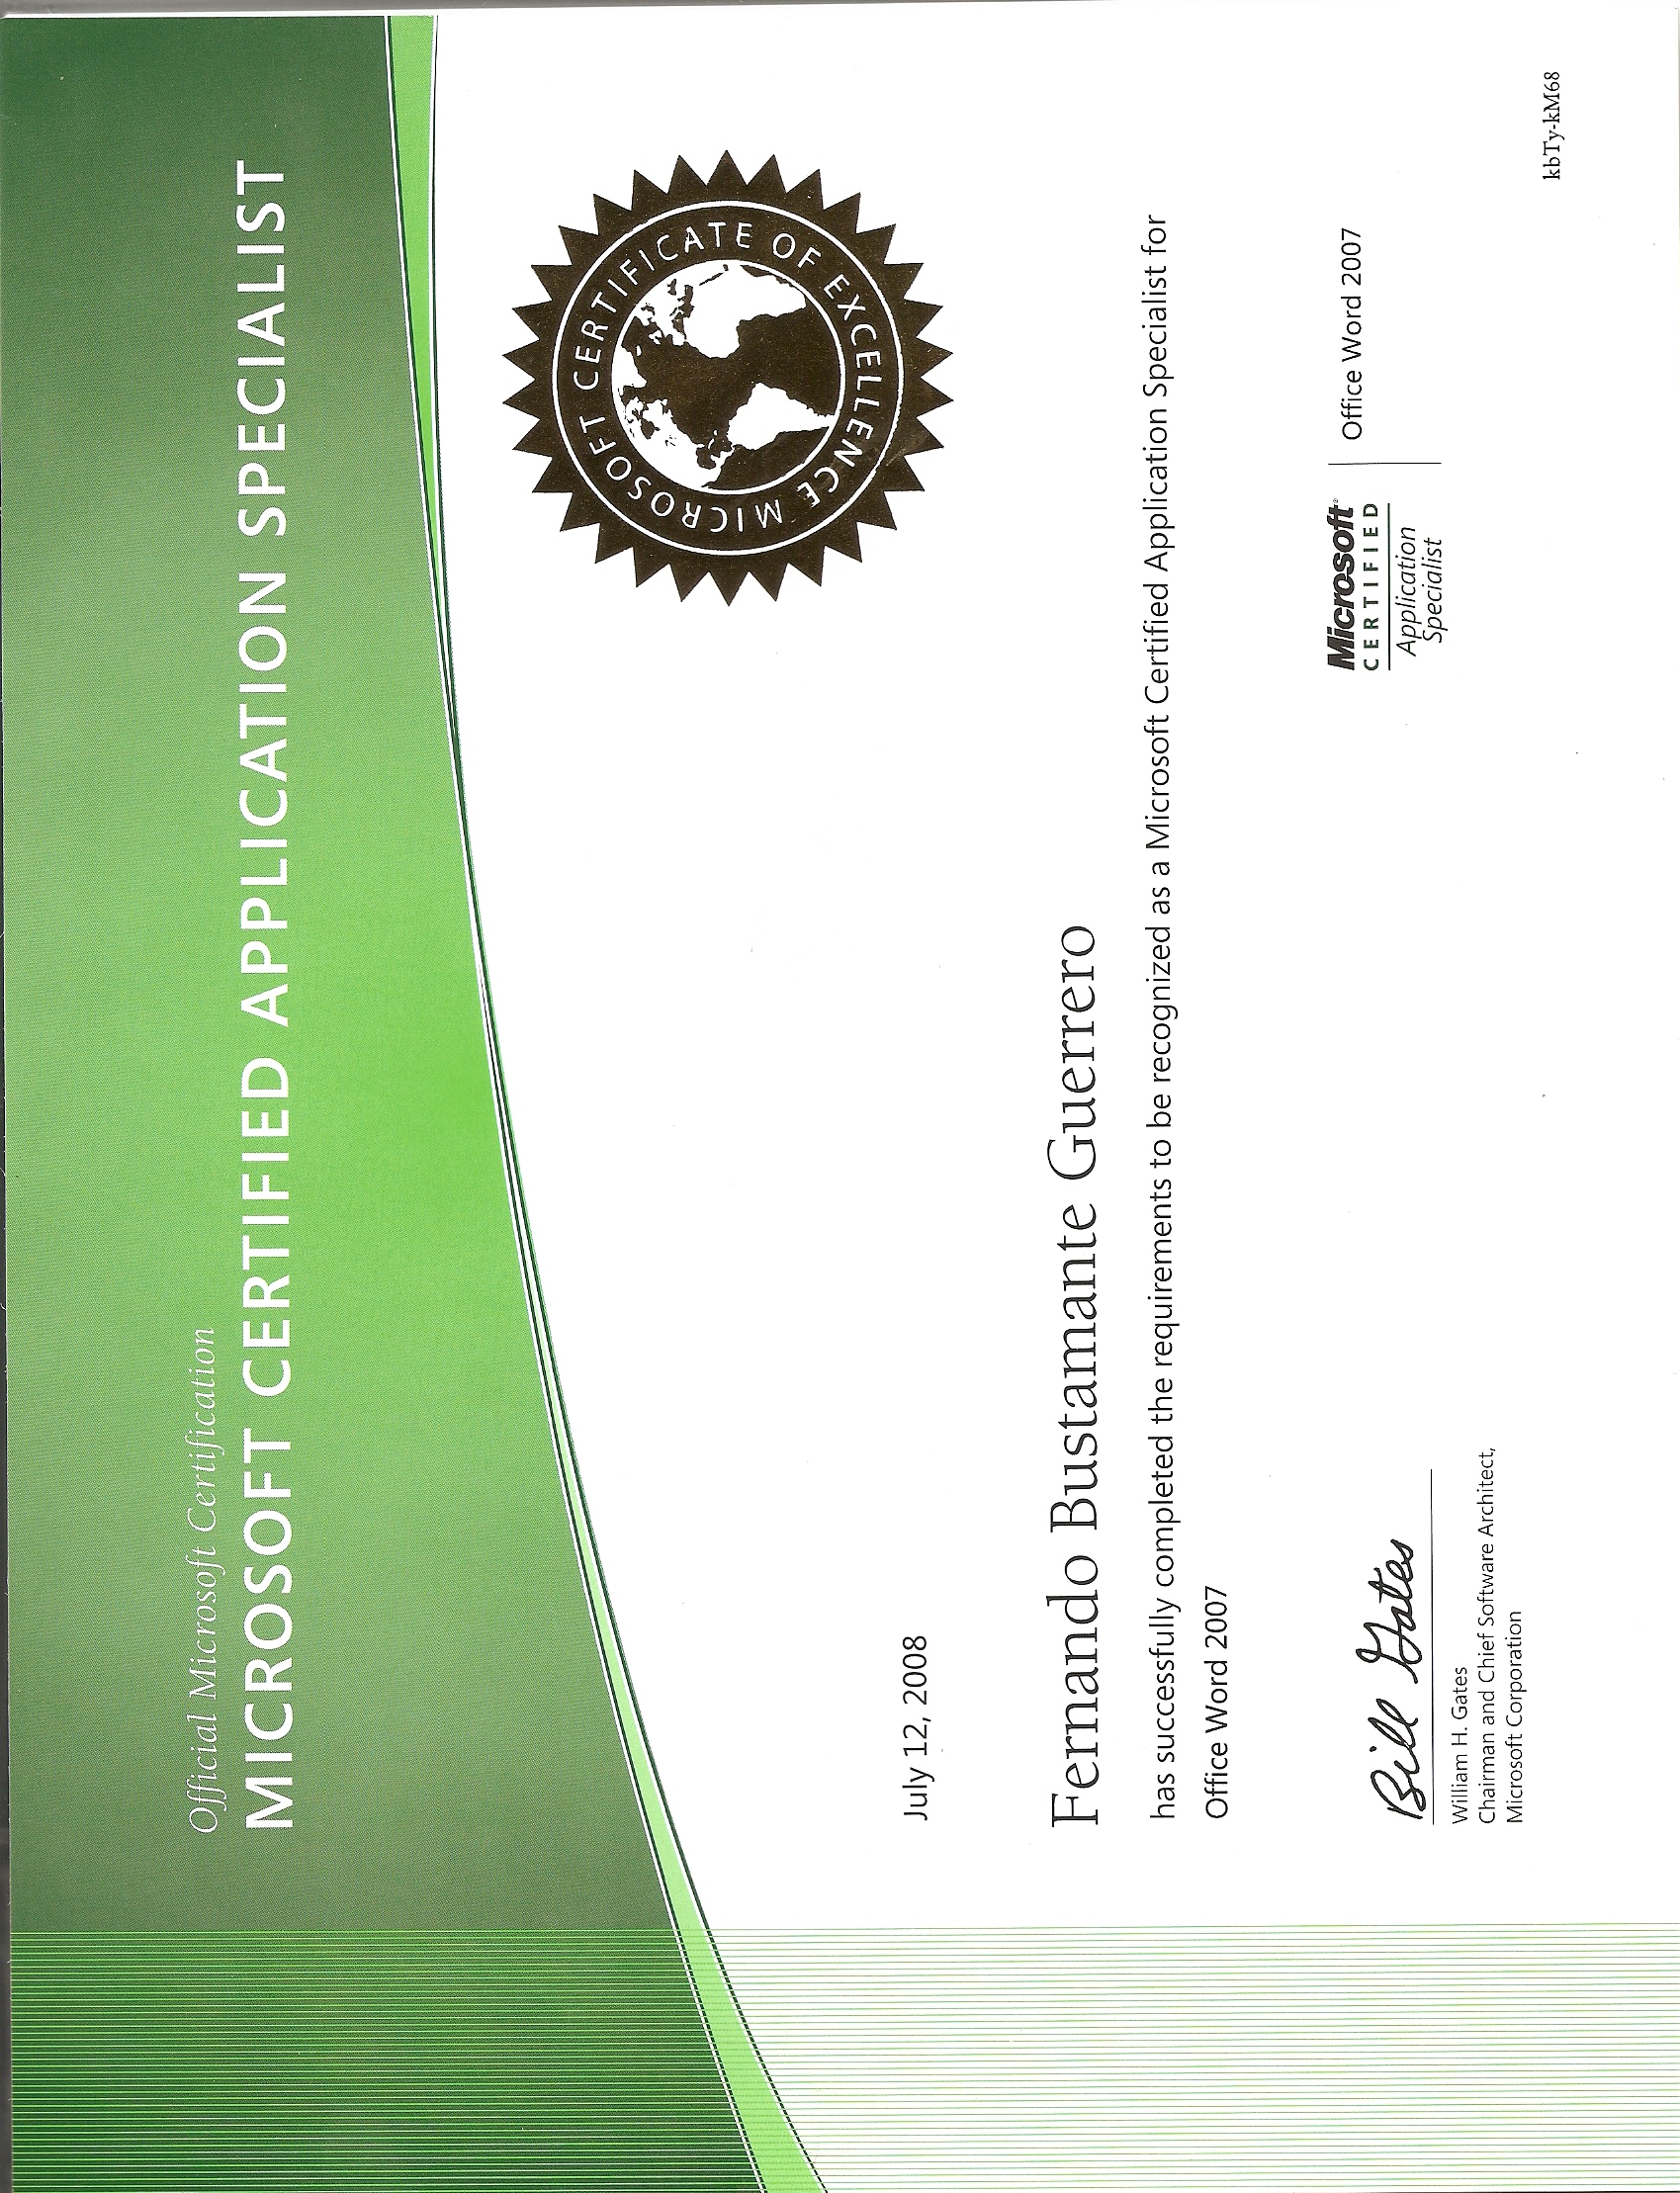 Official Microsoft Certification
MICROSOFT CERTIFIED APPLICATION SPECIALIST
MICROSOFT CERTIFICATE OF EXCELLENCE
July 12, 2008
Fernando Bustamante Guerrero
has successfully completed the requirements to be recognized as a Microsoft Certified Application Specialist for
Office Word 2007
Bill Gates
William H. Gates
Chairman and Chief Software Architect,
Microsoft Corporation
Microsoft®
CERTIFIED
Application
Specialist
Office Word 2007
kbTy-kM68